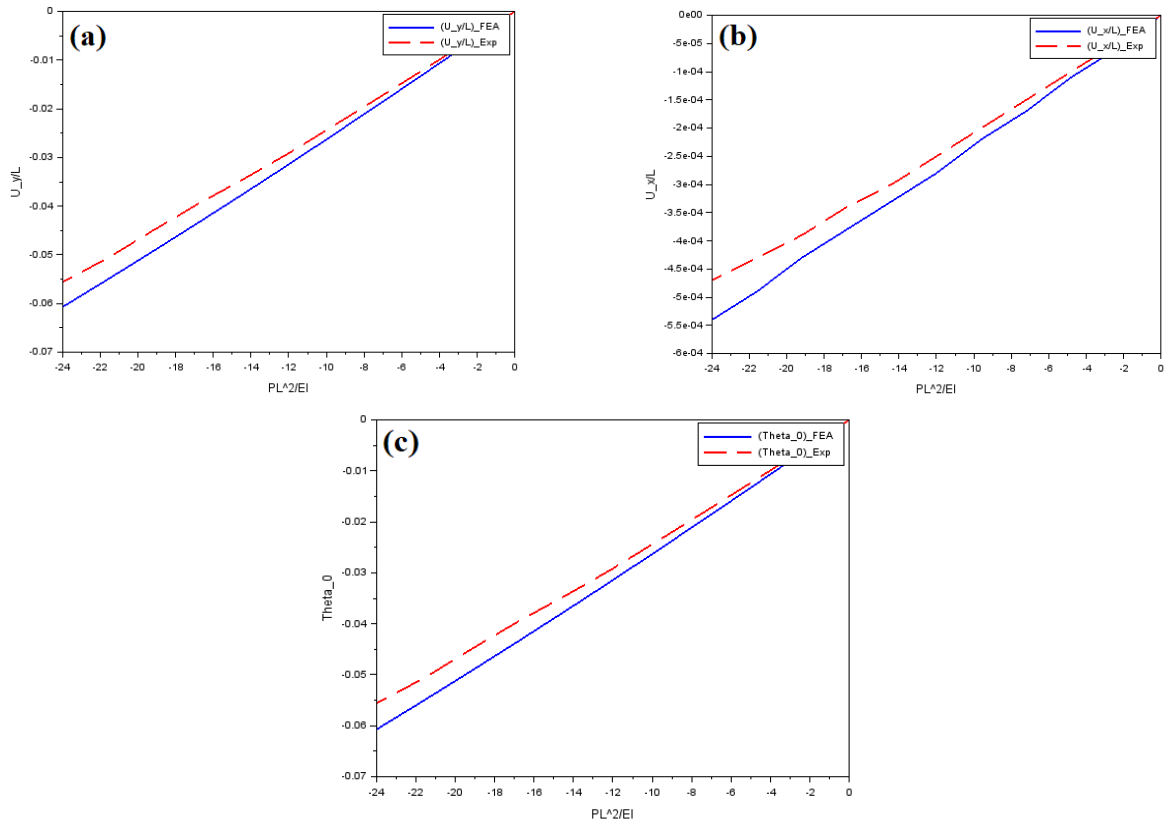 (a)
(U_y/L)_FEA
(U_y/L)_Exp
0
-0.01
-0.02
-0.03
-0.04
-0.05
-0.06
-0.07
U_y/L
-24 -22 -20 -18 -16 -14 -12 -10 -8 -6 -4 -2 0
PL^2/EI
(b)
(U_x/L)_FEA
(U_x/L)_Exp
0e00
-5e-05
-1e-04
-1.5e-04
-2e-04
-2.5e-04
-3e-04
-3.5e-04
-4e-04
-4.5e-04
-5e-04
-5.5e-04
-6e-04
U_x/L
-24 -22 -20 -18 -16 -14 -12 -10 -8 -6 -4 -2 0
PL^2/EI
(c)
(Theta_0)_FEA
(Theta_0)_Exp
0
-0.01
-0.02
-0.03
-0.04
-0.05
-0.06
-0.07
Theta_0
-24 -22 -20 -18 -16 -14 -12 -10 -8 -6 -4 -2 0
PL^2/EI